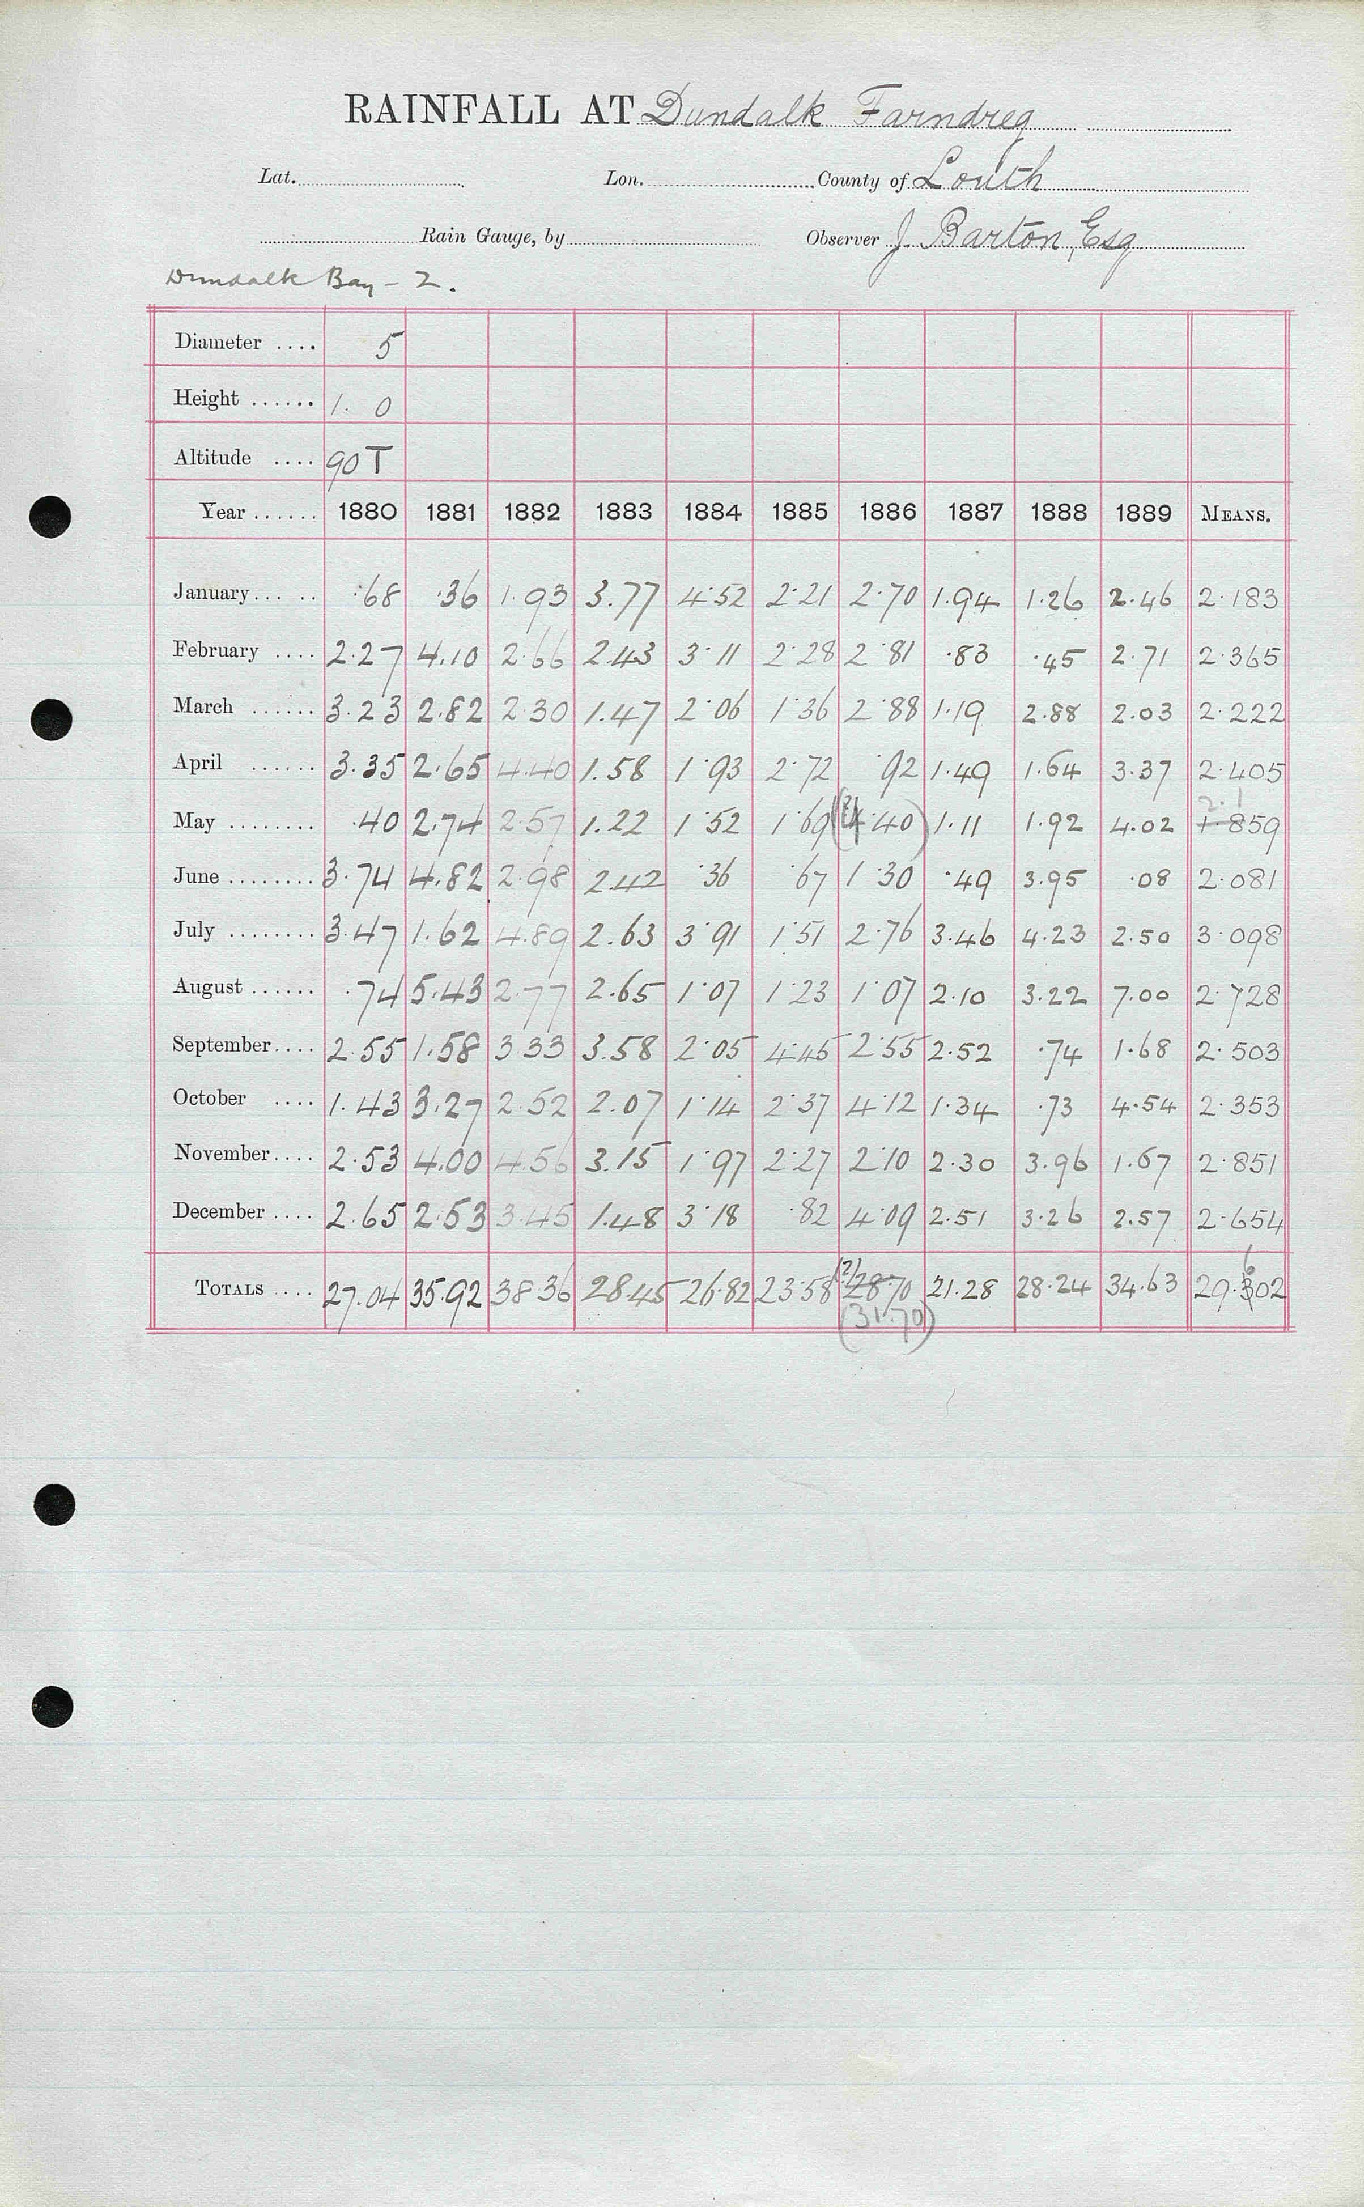 RAINFALL AT Dundalk Farndreg
Lat. Lon. County of Louth
Rain Gauge, by Observer J Barton, Esq
Dundalk Bay - 2.
Diameter .... 5
Height ...... 1. 0
Altitude .... 90 T
Year ...... 1880 1881 1882 1883 1884 1885 1886 1887 1888 1889 MEANS.
January... .. .68 .36 1.93 3.77 4.52 2.21 2.70 1.94 1.26 2.46 2.183
February .... 2.27 4.10 2.66 2.43 3.11 2.28 2.81 .83 .45 2.71 2.365
March ...... 3.23 2.82 2.30 1.47 2.06 1.36 2.88 1.19 2.88 2.03 2.222
April ...... 3.35 2.65 4.40 1.58 1.93 2.72 .92 1.49 1.64 3.37 2.405
2.1
May ........ .40 2.74 2.57 1.22 1.52 1.69 (4.40) 1.11 1.92 4.02 1.859
June ........ 3.74 4.82 2.98 2.42 .36 .67 1.30 .49 3.95 .08 2.081
July ........ 3.47 1.62 4.89 2.63 3.91 1.51 2.76 3.46 4.23 2.50 3.098
August ...... .74 5.43 2.77 2.65 1.07 1.23 1.07 2.10 3.22 7.00 2.728
September.... 2.55 1.58 3.33 3.58 2.05 4.45 2.55 2.52 .74 1.68 2.503
October .... 1.43 3.27 2.52 2.07 1.14 2.37 4.12 1.34 .73 4.54 2.353
November.... 2.53 4.00 4.56 3.15 1.97 2.27 2.10 2.30 3.96 1.67 2.851
December .... 2.65 2.53 3.45 1.48 3.18 .82 4.09 2.51 3.26 2.57 2.654
6
TOTALS .... 27.04 35.92 38.36 28.45 26.82 23.58 (?) 28.70 21.28 28.24 34.63 29.302
(31.70)